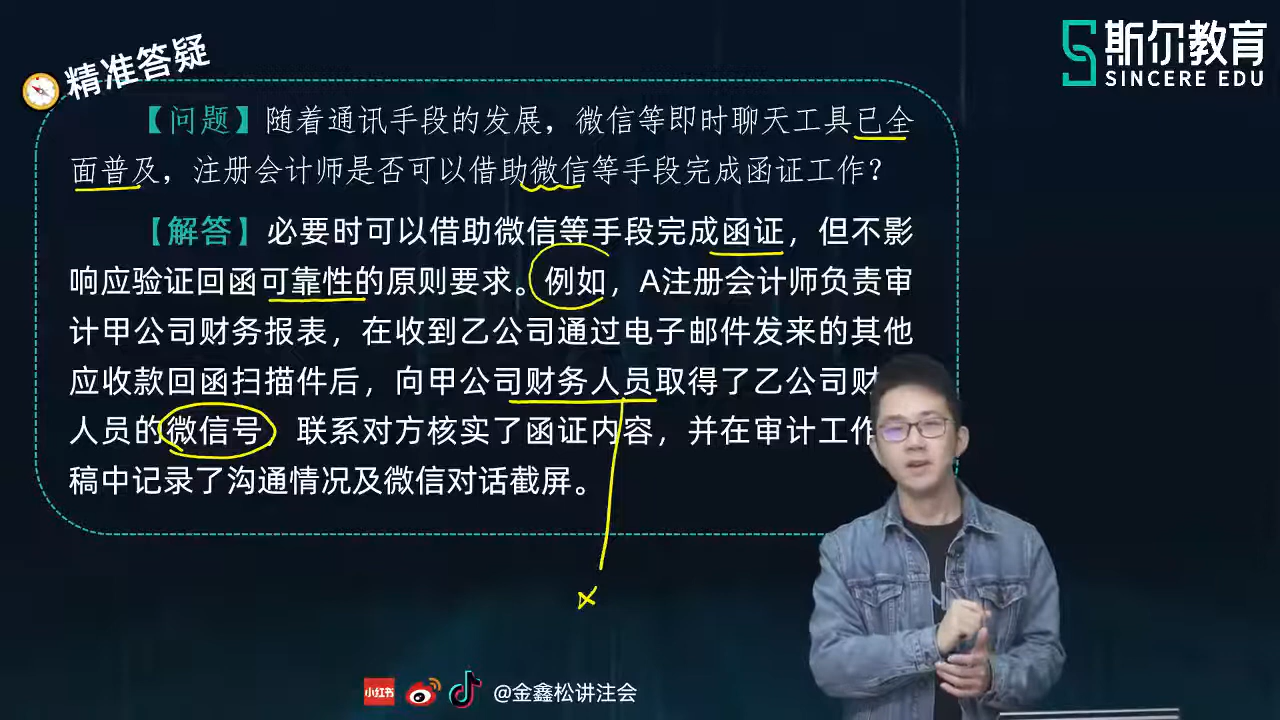 斯尔教育
SINCERE EDU
精准答疑
【问题】随着通讯手段的发展，微信等即时聊天工具已全
面普及，注册会计师是否可以借助微信等手段完成函证工作？
【解答】必要时可以借助微信等手段完成函证，但不影
响应验证回函可靠性的原则要求。例如，A注册会计师负责审
计甲公司财务报表，在收到乙公司通过电子邮件发来的其他
应收款回函扫描件后，向甲公司财务人员取得了乙公司财
人员的微信号 联系对方核实了函证内容，并在审计工作
稿中记录了沟通情况及微信对话截屏。
小红书
@金鑫松讲注会